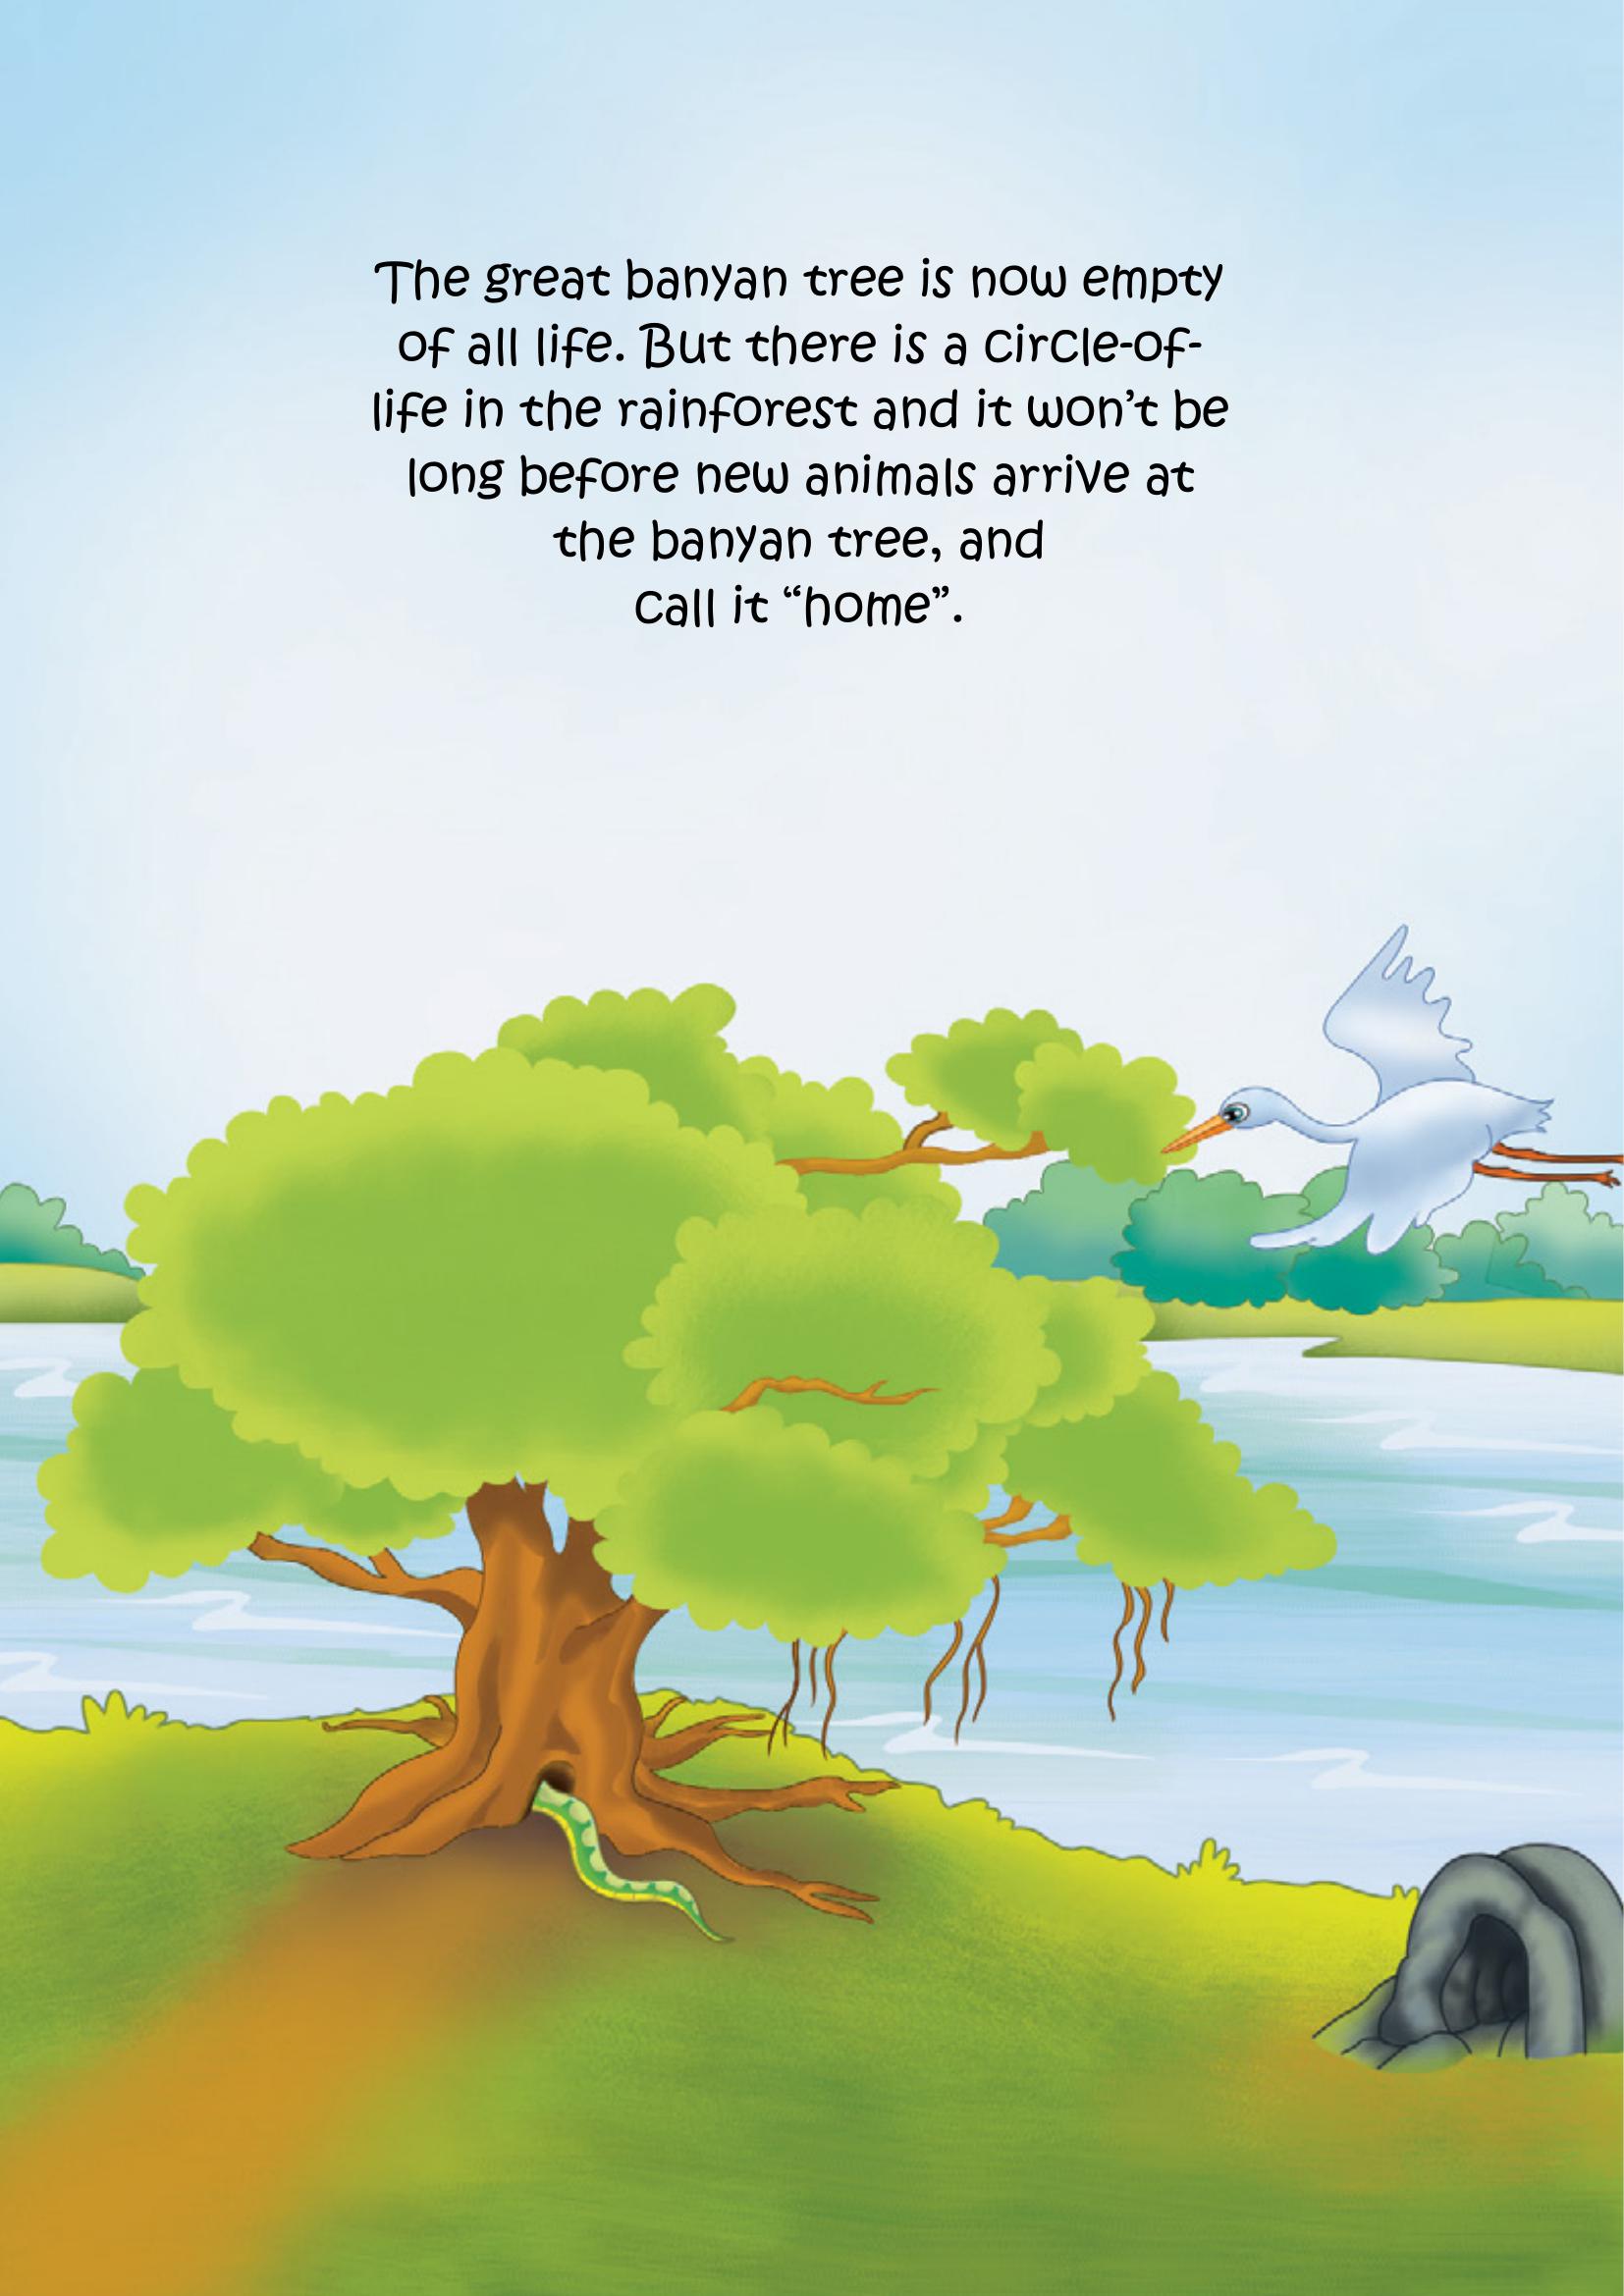 The great banyan tree is now empty
of all life. But there is a circle-of-
life in the rainforest and it won’t be
long before new animals arrive at
the banyan tree, and
call it “home”.